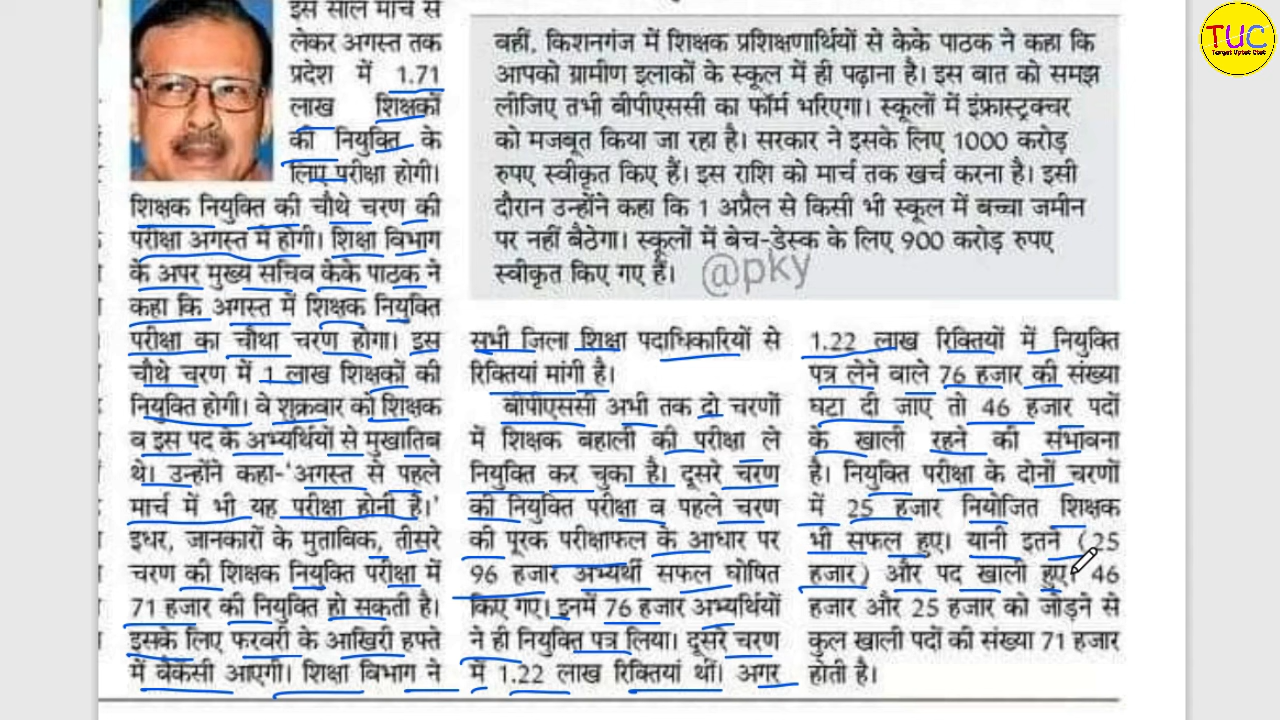 इस साल मार्च से
लेकर अगस्त तक
प्रदेश में 1.71
लाख शिक्षकों
की नियुक्ति के
लिए परीक्षा होगी।
शिक्षक नियुक्ति की चौथे चरण की
परीक्षा अगस्त में होगी। शिक्षा विभाग
के अपर मुख्य सचिव केके पाठक ने
कहा कि अगस्त में शिक्षक नियुक्ति
परीक्षा का चौथा चरण होगा। इस
चौथे चरण में 1 लाख शिक्षकों की
नियुक्ति होगी। वे शुक्रवार को शिक्षक
व इस पद के अभ्यर्थियों से मुखातिब
थे। उन्होंने कहा-'अगस्त से पहले
मार्च में भी यह परीक्षा होनी है।'
इधर, जानकारों के मुताबिक, तीसरे
चरण की शिक्षक नियुक्ति परीक्षा में
71 हजार की नियुक्ति हो सकती है।
इसके लिए फरवरी के आखिरी हफ्ते
में वैकेंसी आएगी। शिक्षा विभाग ने
वहीं, किशनगंज में शिक्षक प्रशिक्षणार्थियों से केके पाठक ने कहा कि
आपको ग्रामीण इलाकों के स्कूल में ही पढ़ाना है। इस बात को समझ
लीजिए तभी बीपीएससी का फॉर्म भरिएगा। स्कूलों में इंफ्रास्ट्रक्चर
को मजबूत किया जा रहा है। सरकार ने इसके लिए 1000 करोड़
रुपए स्वीकृत किए हैं। इस राशि को मार्च तक खर्च करना है। इसी
दौरान उन्होंने कहा कि 1 अप्रैल से किसी भी स्कूल में बच्चा जमीन
पर नहीं बैठेगा। स्कूलों में बेंच-डेस्क के लिए 900 करोड़ रुपए
स्वीकृत किए गए हैं।
@pky
सभी जिला शिक्षा पदाधिकारियों से
रिक्तियां मांगी है।
बीपीएससी अभी तक दो चरणों
में शिक्षक बहाली की परीक्षा ले
नियुक्ति कर चुका है। दूसरे चरण
की नियुक्ति परीक्षा व पहले चरण
की पूरक परीक्षाफल के आधार पर
96 हजार अभ्यर्थी सफल घोषित
किए गए। इनमें 76 हजार अभ्यर्थियों
ने ही नियुक्ति पत्र लिया। दूसरे चरण
में 1.22 लाख रिक्तियां थीं। अगर
1.22 लाख रिक्तियों में नियुक्ति
पत्र लेने वाले 76 हजार की संख्या
घटा दी जाए तो 46 हजार पदों
के खाली रहने की संभावना
है। नियुक्ति परीक्षा के दोनों चरणों
में 25 हजार नियोजित शिक्षक
भी सफल हुए। यानी इतने (25
हजार) और पद खाली हुए। 46
हजार और 25 हजार को जोड़ने से
कुल खाली पदों की संख्या 71 हजार
होती है।
TUC
Target Uptet Ctet